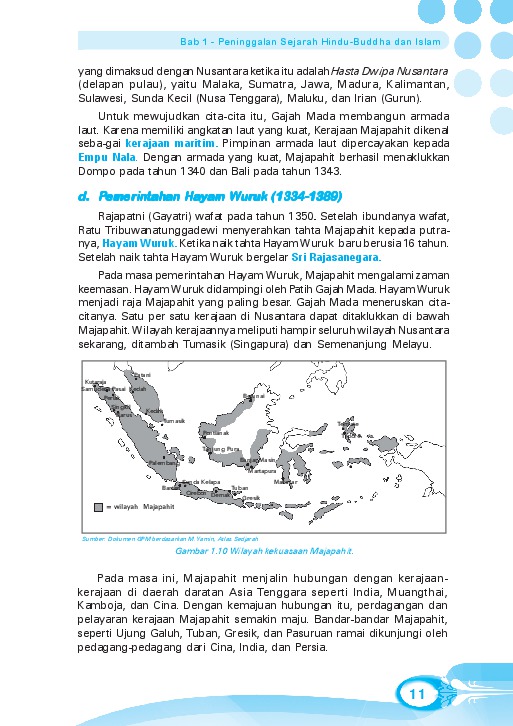 Bab 1 - Peninggalan Sejarah Hindu-Buddha dan Islam
yang dimaksud dengan Nusantara ketika itu adalah Hasta Dwipa Nusantara
(delapan pulau), yaitu Malaka, Sumatra, Jawa, Madura, Kalimantan,
Sulawesi, Sunda Kecil (Nusa Tenggara), Maluku, dan Irian (Gurun).
Untuk mewujudkan cita-cita itu, Gajah Mada membangun armada
laut. Karena memiliki angkatan laut yang kuat, Kerajaan Majapahit dikenal
seba-gai kerajaan maritim. Pimpinan armada laut dipercayakan kepada
Empu Nala. Dengan armada yang kuat, Majapahit berhasil menaklukkan
Dompo pada tahun 1340 dan Bali pada tahun 1343.
d. Pemerintahan Hayam Wuruk (1334-1389)
Rajapatni (Gayatri) wafat pada tahun 1350. Setelah ibundanya wafat,
Ratu Tribuwanatunggadewi menyerahkan tahta Majapahit kepada putra-
nya, Hayam Wuruk. Ketika naik tahta Hayam Wuruk baru berusia 16 tahun.
Setelah naik tahta Hayam Wuruk bergelar Sri Rajasanegara.
Pada masa pemerintahan Hayam Wuruk, Majapahit mengalami zaman
keemasan. Hayam Wuruk didampingi oleh Patih Gajah Mada. Hayam Wuruk
menjadi raja Majapahit yang paling besar. Gajah Mada meneruskan cita-
citanya. Satu per satu kerajaan di Nusantara dapat ditaklukkan di bawah
Majapahit. Wilayah kerajaannya meliputi hampir seluruh wilayah Nusantara
sekarang, ditambah Tumasik (Singapura) dan Semenanjung Melayu.
Patani
Kutaraja
Samudera Pasai Kedah
Perlak
Singkil
Barus
Kedah
Tumasik
Brunai
Pontianak
Tanjung Pura
Banjar Masin
Martapura
Ternate
Tidore
Palembang
Makasar
Banten
Sunda Kelapa
Cirebon
Demak
Tuban
Gresik
= wilayah Majapahit
Sumber: Dokumen GPM berdasarkan M. Yamin, Atlas Sedjarah.
Gambar 1.10 Wilayah kekuasaan Majapahit.
Pada masa ini, Majapahit menjalin hubungan dengan kerajaan-
kerajaan di daerah daratan Asia Tenggara seperti India, Muangthai,
Kamboja, dan Cina. Dengan kemajuan hubungan itu, perdagangan dan
pelayaran kerajaan Majapahit semakin maju. Bandar-bandar Majapahit,
seperti Ujung Galuh, Tuban, Gresik, dan Pasuruan ramai dikunjungi oleh
pedagang-pedagang dari Cina, India, dan Persia.
11